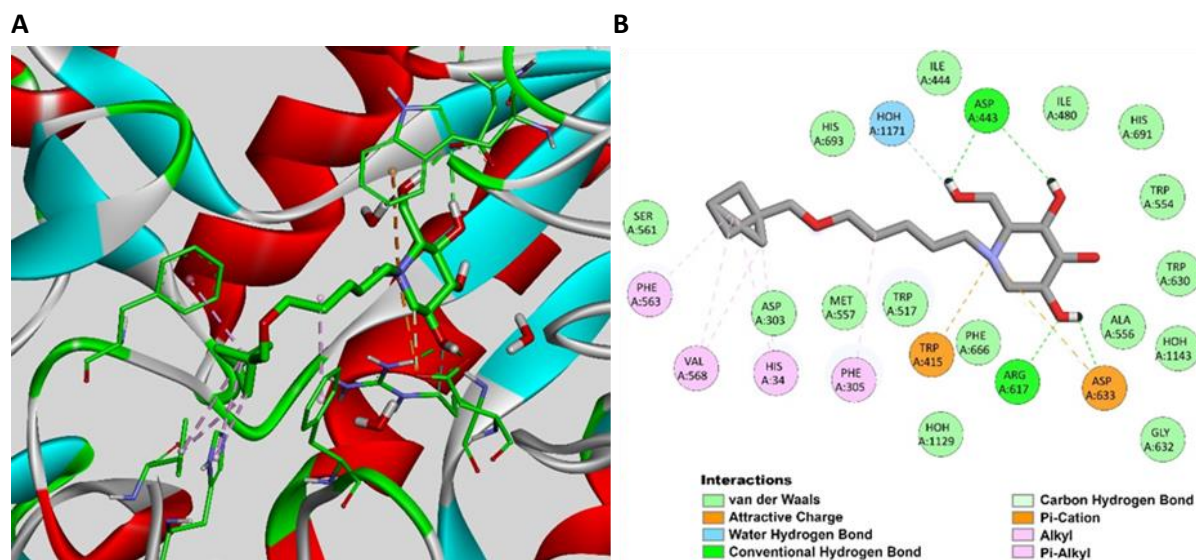 A
B
ILE
A:444
ASP
A:443
ILE
A:480
HOH
A:1171
HIS
A:693
HIS
A:691
TRP
A:554
SER
A:561
TRP
A:630
PHE
A:563
ASP
A:303
MET
A:557
TRP
A:517
ALA
A:556
HOH
A:1143
VAL
A:568
HIS
A:34
PHE
A:305
TRP
A:415
PHE
A:666
ARG
A:617
ASP
A:633
HOH
A:1129
GLY
A:632
Interactions
van der Waals
Attractive Charge
Water Hydrogen Bond
Conventional Hydrogen Bond
Carbon Hydrogen Bond
Pi-Cation
Alkyl
Pi-Alkyl